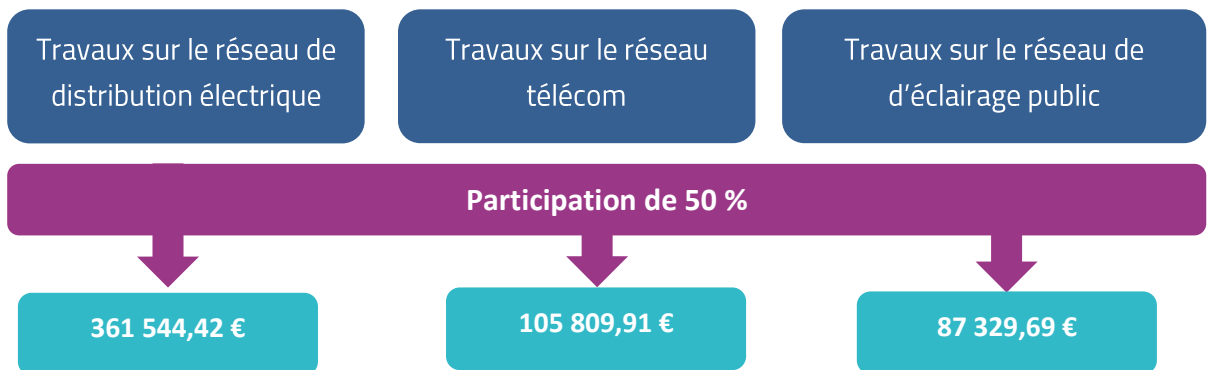 Travaux sur le réseau de
distribution électrique
Travaux sur le réseau
télécom
Travaux sur le réseau de
d'éclairage public
Participation de 50 %
361 544,42 €
105 809,91 €
87 329,69 €